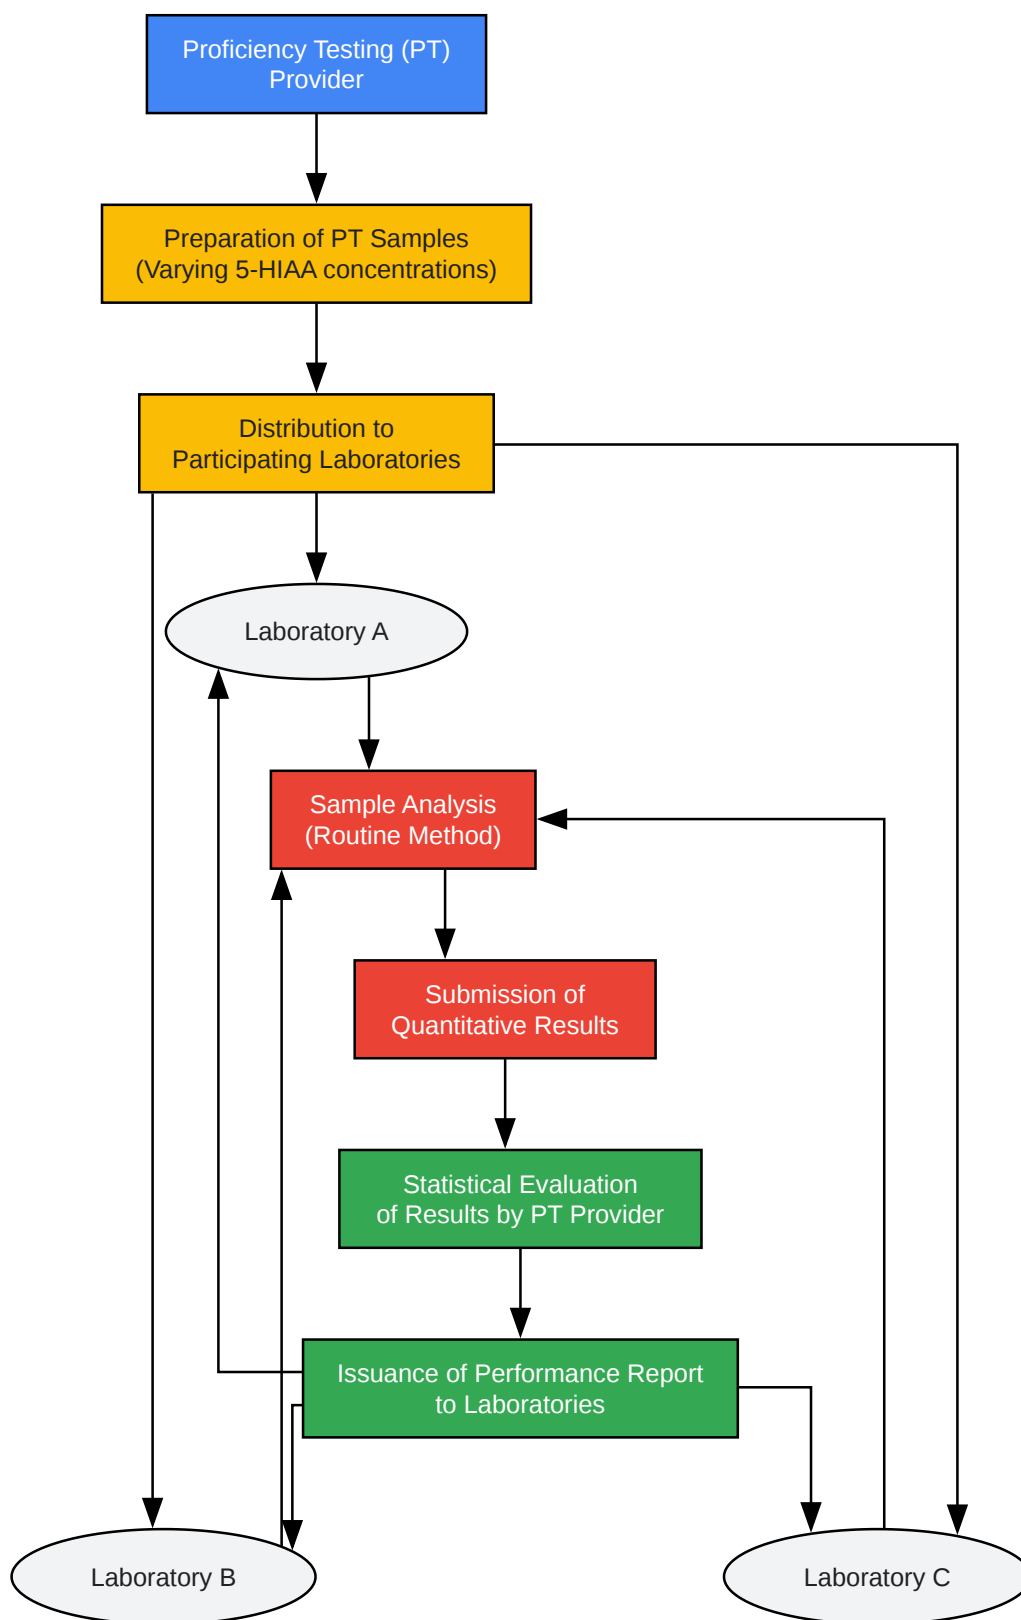 Proficiency Testing (PT)
Provider
Preparation of PT Samples
(Varying 5-HIAA concentrations)
Distribution to
Participating Laboratories
Laboratory A
Sample Analysis
(Routine Method)
Submission of
Quantitative Results
Statistical Evaluation
of Results by PT Provider
Issuance of Performance Report
to Laboratories
Laboratory B
Laboratory C